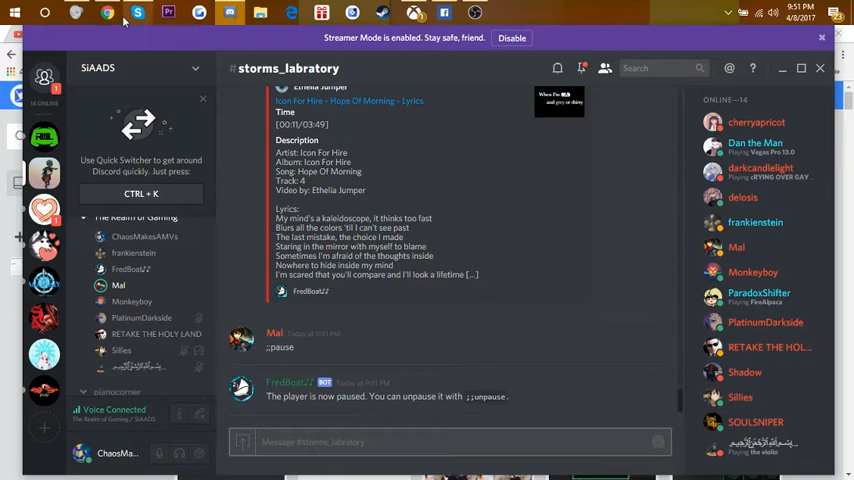 9:51 PM
4/8/2017
23
Streamer Mode is enabled. Stay safe, friend.
Disable
SiAADS
14 ONLINE
Use Quick Switcher to get around
Discord quickly. Just press:
CTRL + K
The Realm of Gaming
ChaosMakesAMVs
frankienstein
FredBoat♪♪
Mal
Monkeyboy
PlatinumDarkside
RETAKE THE HOLY LAND
Sillies
pianocorner
Voice Connected
The Realm of Gaming / SiAADS
ChaosMa...
#storms_labratory
Search
Ethelia Jumper
Icon For Hire - Hope Of Morning - Lyrics
Time
[00:11/03:49]
Description
Artist: Icon For Hire
Album: Icon For Hire
Song: Hope Of Morning
Track: 4
Video by: Ethelia Jumper
Lyrics:
My mind's a kaleidoscope, it thinks too fast
Blurs all the colors 'til I can't see past
The last mistake, the choice I made
Staring in the mirror with myself to blame
Sometimes I'm afraid of the thoughts inside
Nowhere to hide inside my mind
I'm scared that you'll compare and I'll look a lifetime [...]
FredBoat♪♪
Mal Today at 9:51 PM
;;pause
FredBoat♪♪ BOT Today at 9:51 PM
The player is now paused. You can unpause it with ;;unpause.
Message #storms_labratory
ONLINE—14
cherryapricot
Dan the Man
Playing Vegas Pro 13.0
darkcandlelight
Playing cRYING OVER GAY ...
delosis
frankienstein
Mal
Monkeyboy
ParadoxShifter
Playing FireAlpaca
PlatinumDarkside
RETAKE THE HOL...
Shadow
Sillies
SOULSNIPER
Playing the violin